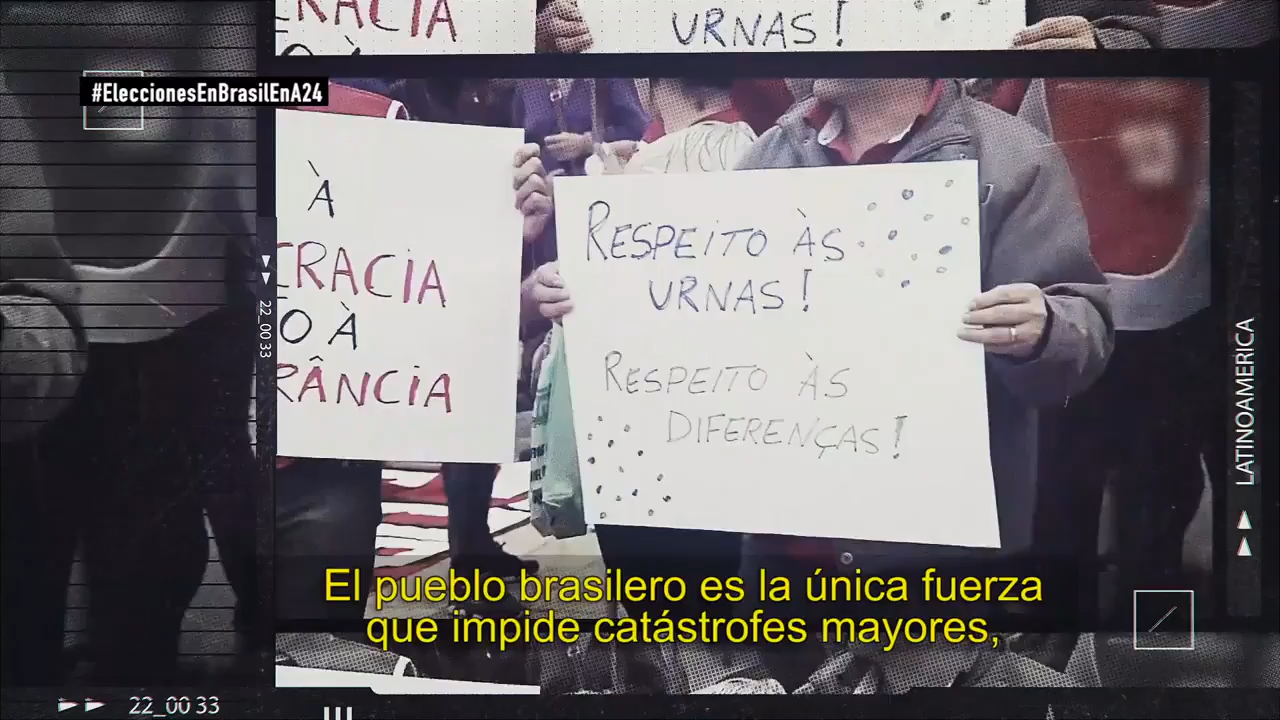 CRACIA
O À
URNAS!
#EleccionesEnBrasilEnA24
À
CRACIA
O À
RÂNCIA
RESPEITO ÀS
URNAS!
RESPEITO ÀS
DIFERENÇAS!
22_00 33
LATINOAMERICA
El pueblo brasilero es la única fuerza
que impide catástrofes mayores,
22_00 33